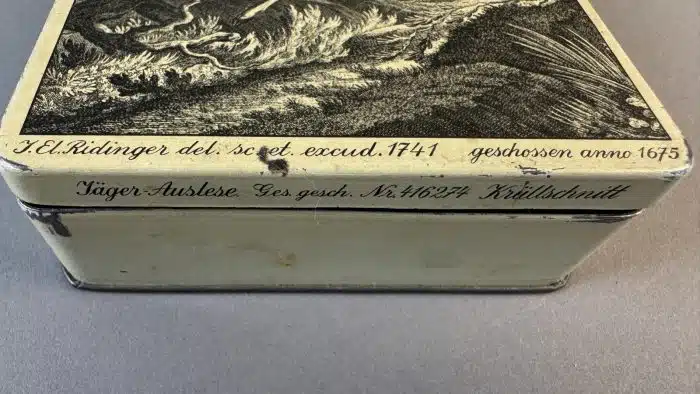 J. El. Ridinger del. sc. et. excud. 1741 geschossen anno 1675
Jäger-Auslese. Ges. gesch. Nr. 416274 Krüllschnitt